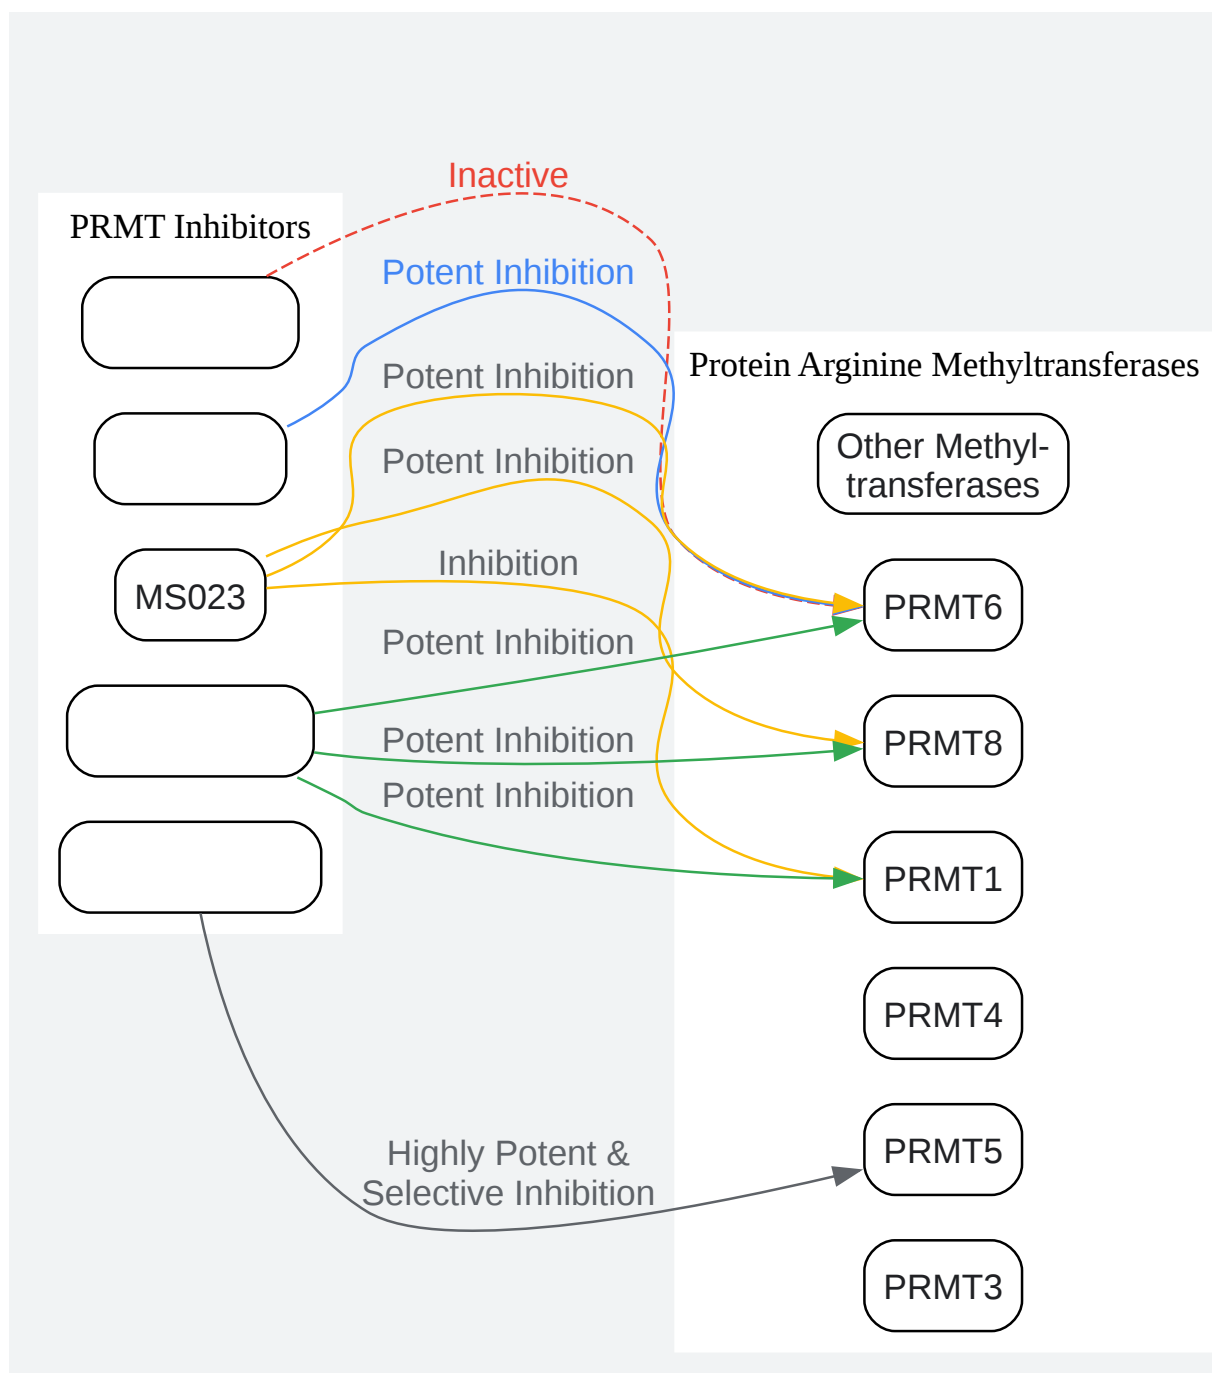 Inactive
PRMT Inhibitors
Potent Inhibition
Potent Inhibition
Protein Arginine Methyltransferases
Potent Inhibition
Other Methyl-
transferases
Inhibition
MS023
PRMT6
Potent Inhibition
Potent Inhibition
PRMT8
Potent Inhibition
PRMT1
PRMT4
Highly Potent &
Selective Inhibition
PRMT5
PRMT3